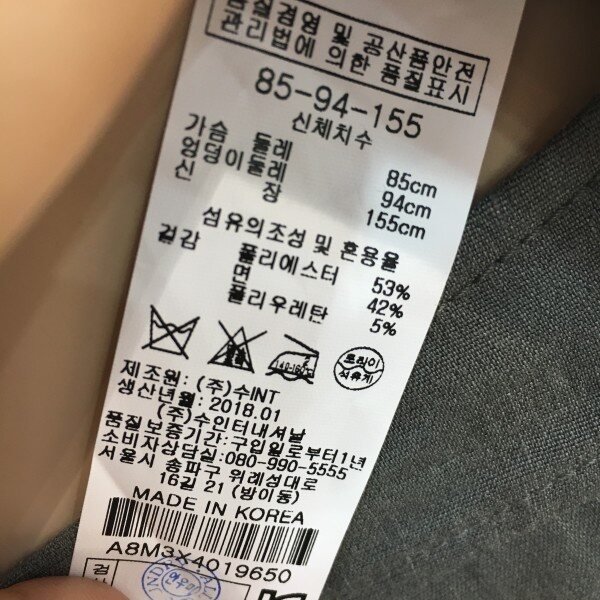 품질경영 및 공산품안전
관리법에 의한 품질표시
85-94-155
신체치수
가슴 둘레 85cm
엉덩이둘레 94cm
신 장 155cm
섬유의조성 및 혼용율
겉감 폴리에스터 53%
면 42%
폴리우레탄 5%
드라이
석유계
제조원: (주)수INT
생산년월: 2018.01
(주)수인터내셔날
품질보증기간: 구입일로부터1년
소비자상담실: 080-990-5555
서울시 송파구 위례성대로
16길 21 (방이동)
MADE IN KOREA
A8M3X4019650